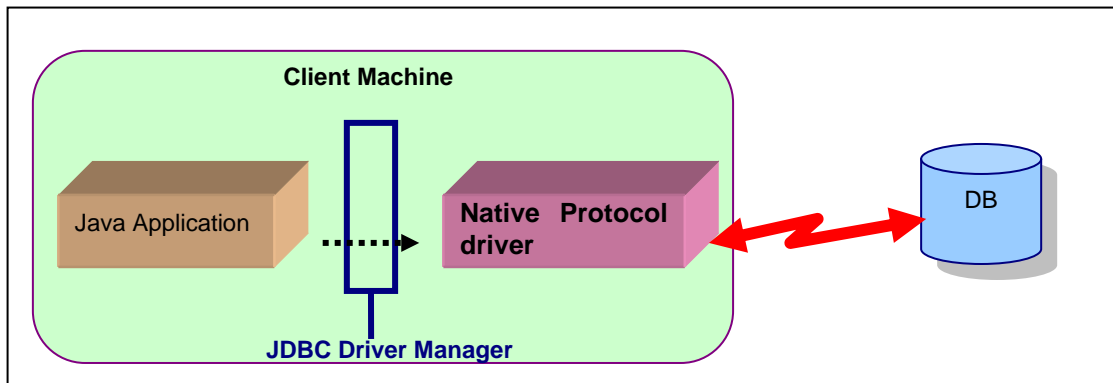 Client Machine
Java Application
Native Protocol
driver
DB
JDBC Driver Manager